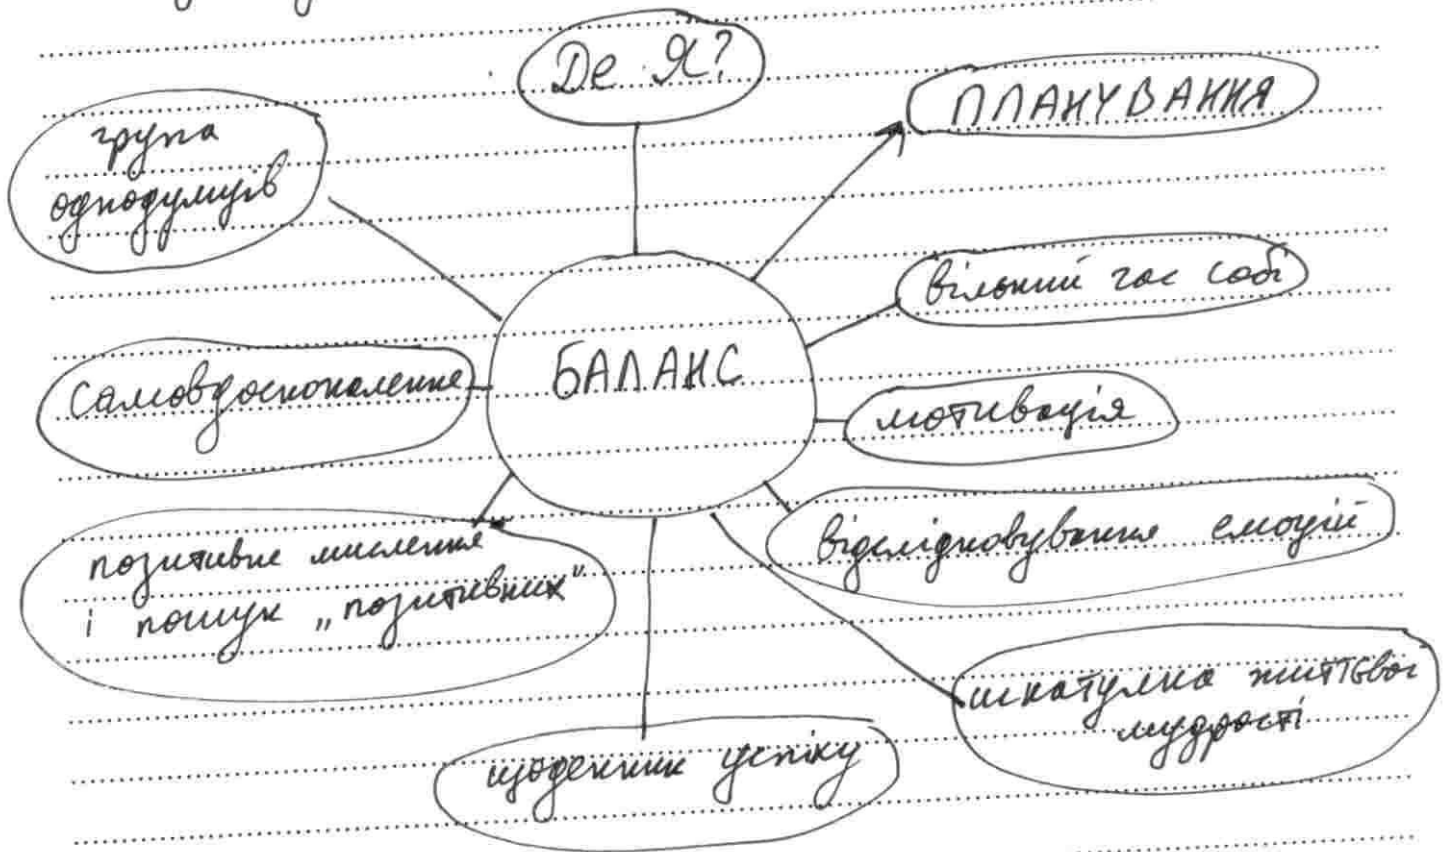 Де Я?
ПЛАНУВАННЯ
група
однодумців
вільний час собі
БАЛАНС
самовдосконалення
мотивація
відслідковування емоцій
позитивне мислення
і пошук „позитивних"
шкатулка життєвої
мудрості
щоденник успіху